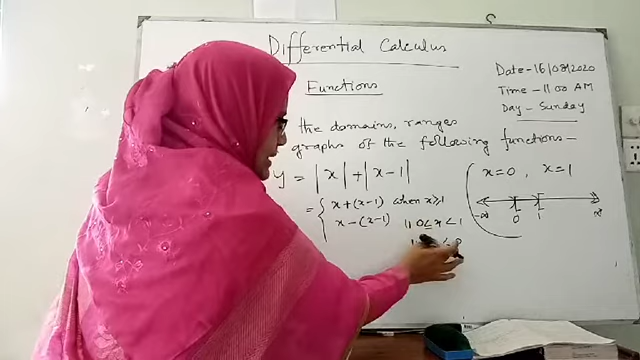 Differential Calculus
Functions
Date-16/08/2020
Time-11 00 AM
Day- Sunday
the domains, ranges
graphs of the following functions-
y = |x|+|x-1|
= { x+(x-1) when x≥1
x-(x-1) 11 0≤x<1
x=0, x=1
-∞ 0 1 ∞